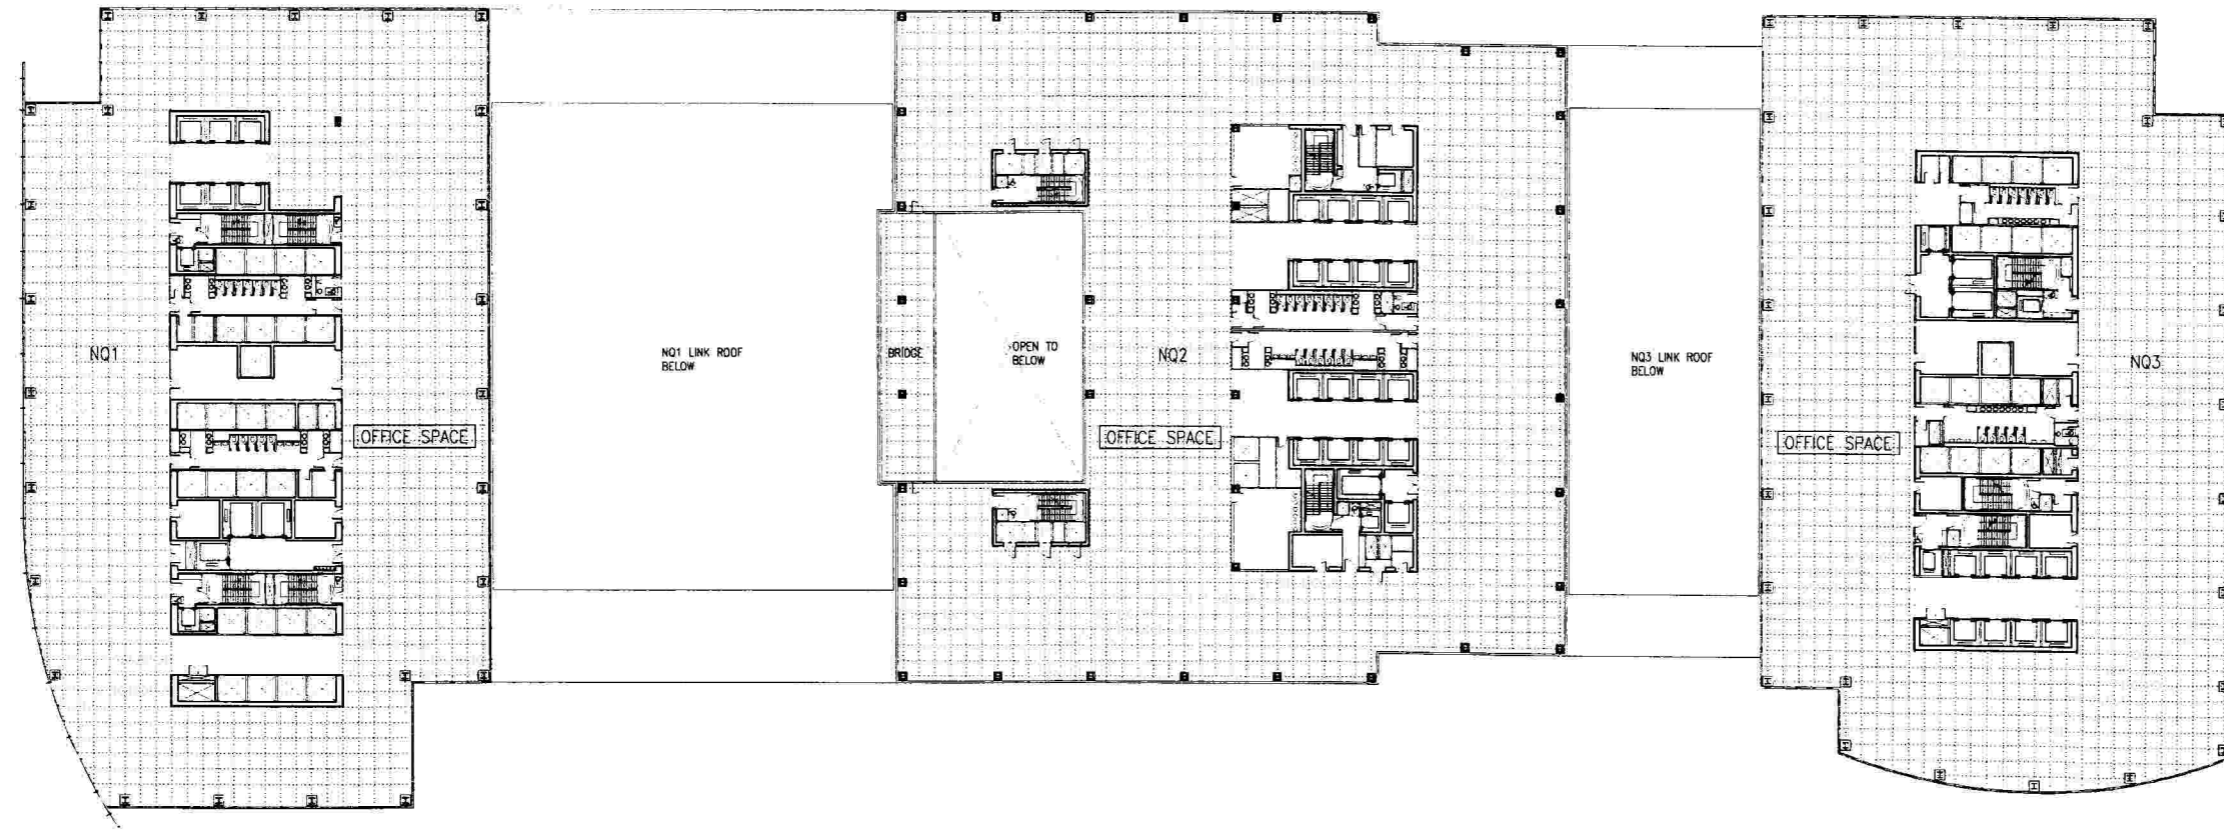 NQ1
OFFICE SPACE
NQ1 LINK ROOF
BELOW
BRIDGE
OPEN TO
BELOW
NQ2
OFFICE SPACE
NQ3 LINK ROOF
BELOW
OFFICE SPACE
NQ3